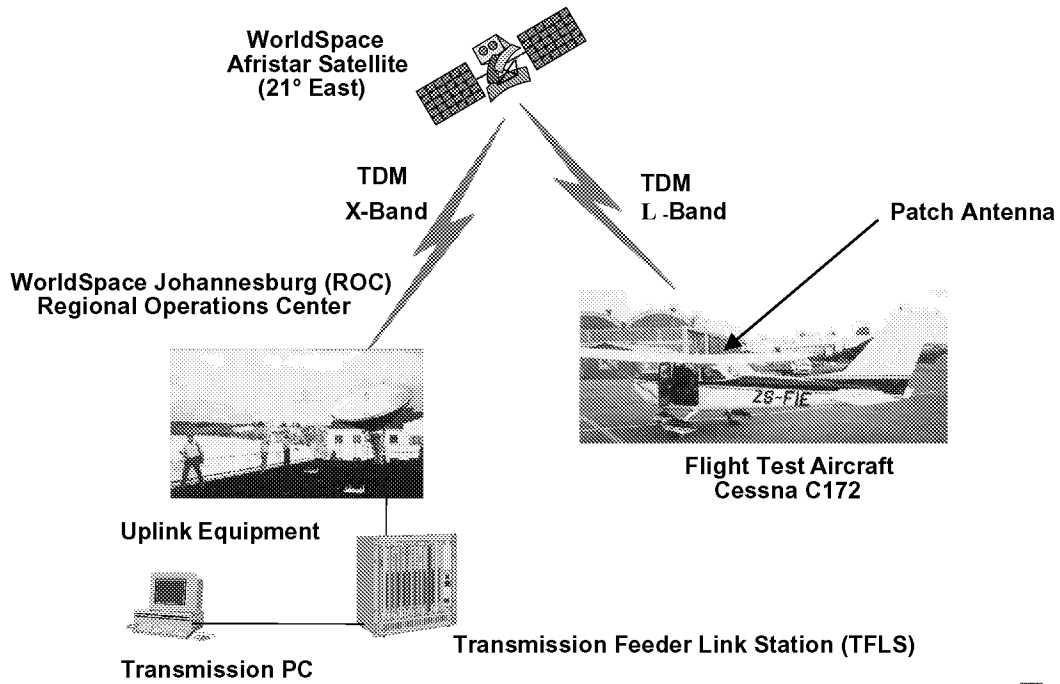 WorldSpace
Afristar Satellite
(21° East)
TDM
X-Band
TDM
L -Band
Patch Antenna
WorldSpace Johannesburg (ROC)
Regional Operations Center
ZS-FIE
Flight Test Aircraft
Cessna C172
Uplink Equipment
Transmission Feeder Link Station (TFLS)
Transmission PC